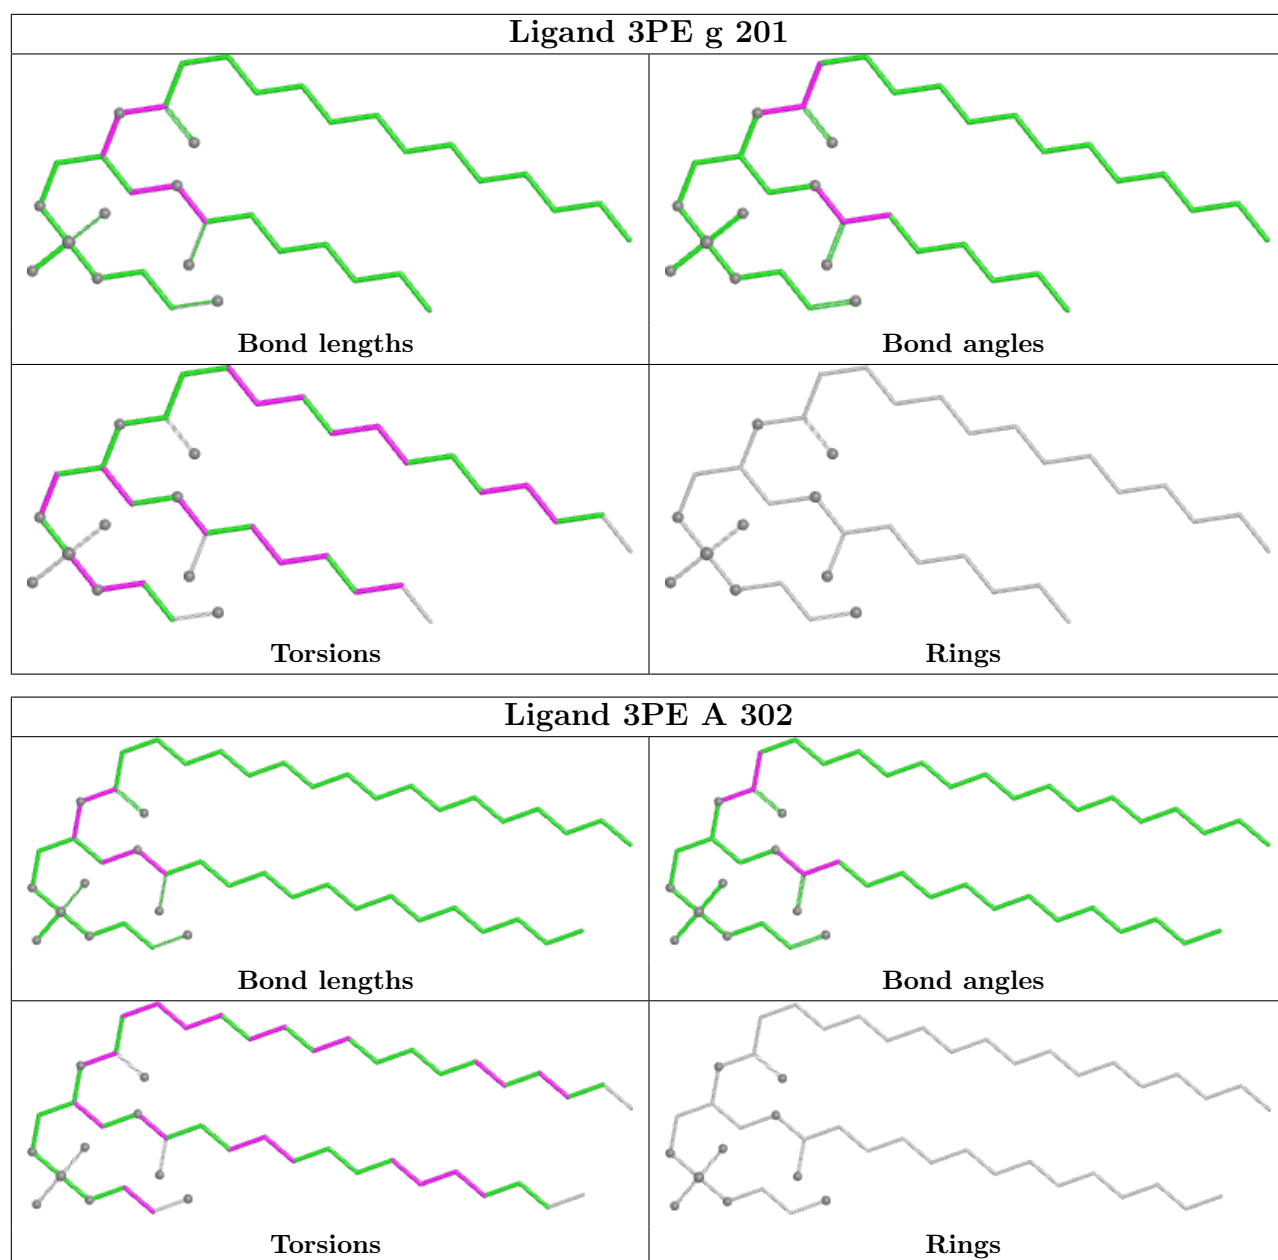 Ligand 3PE g 201
Bond lengths
Bond angles
Torsions
Rings
Ligand 3PE A 302
Bond lengths
Bond angles
Torsions
Rings